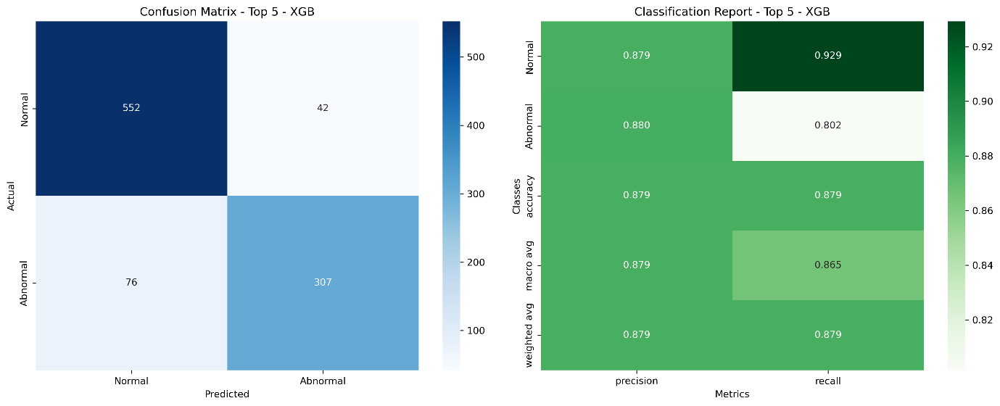 Confusion Matrix - Top 5 - XGB
Normal
Abnormal
Actual
552
42
76
307
Normal
Abnormal
Predicted
500
400
300
200
100
Classification Report - Top 5 - XGB
Normal
Abnormal
accuracy
macro avg
weighted avg
Classes
0.879
0.929
0.880
0.802
0.879
0.879
0.879
0.865
0.879
0.879
precision
recall
Metrics
0.92
0.90
0.88
0.86
0.84
0.82